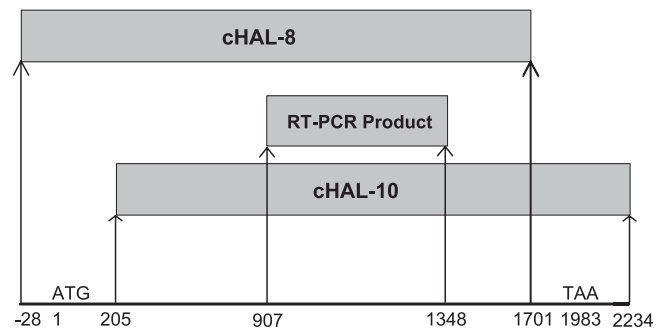 cHAL-8
RT-PCR Product
cHAL-10
ATG TAA
-28 1 205 907 1348 1701 1983 2234